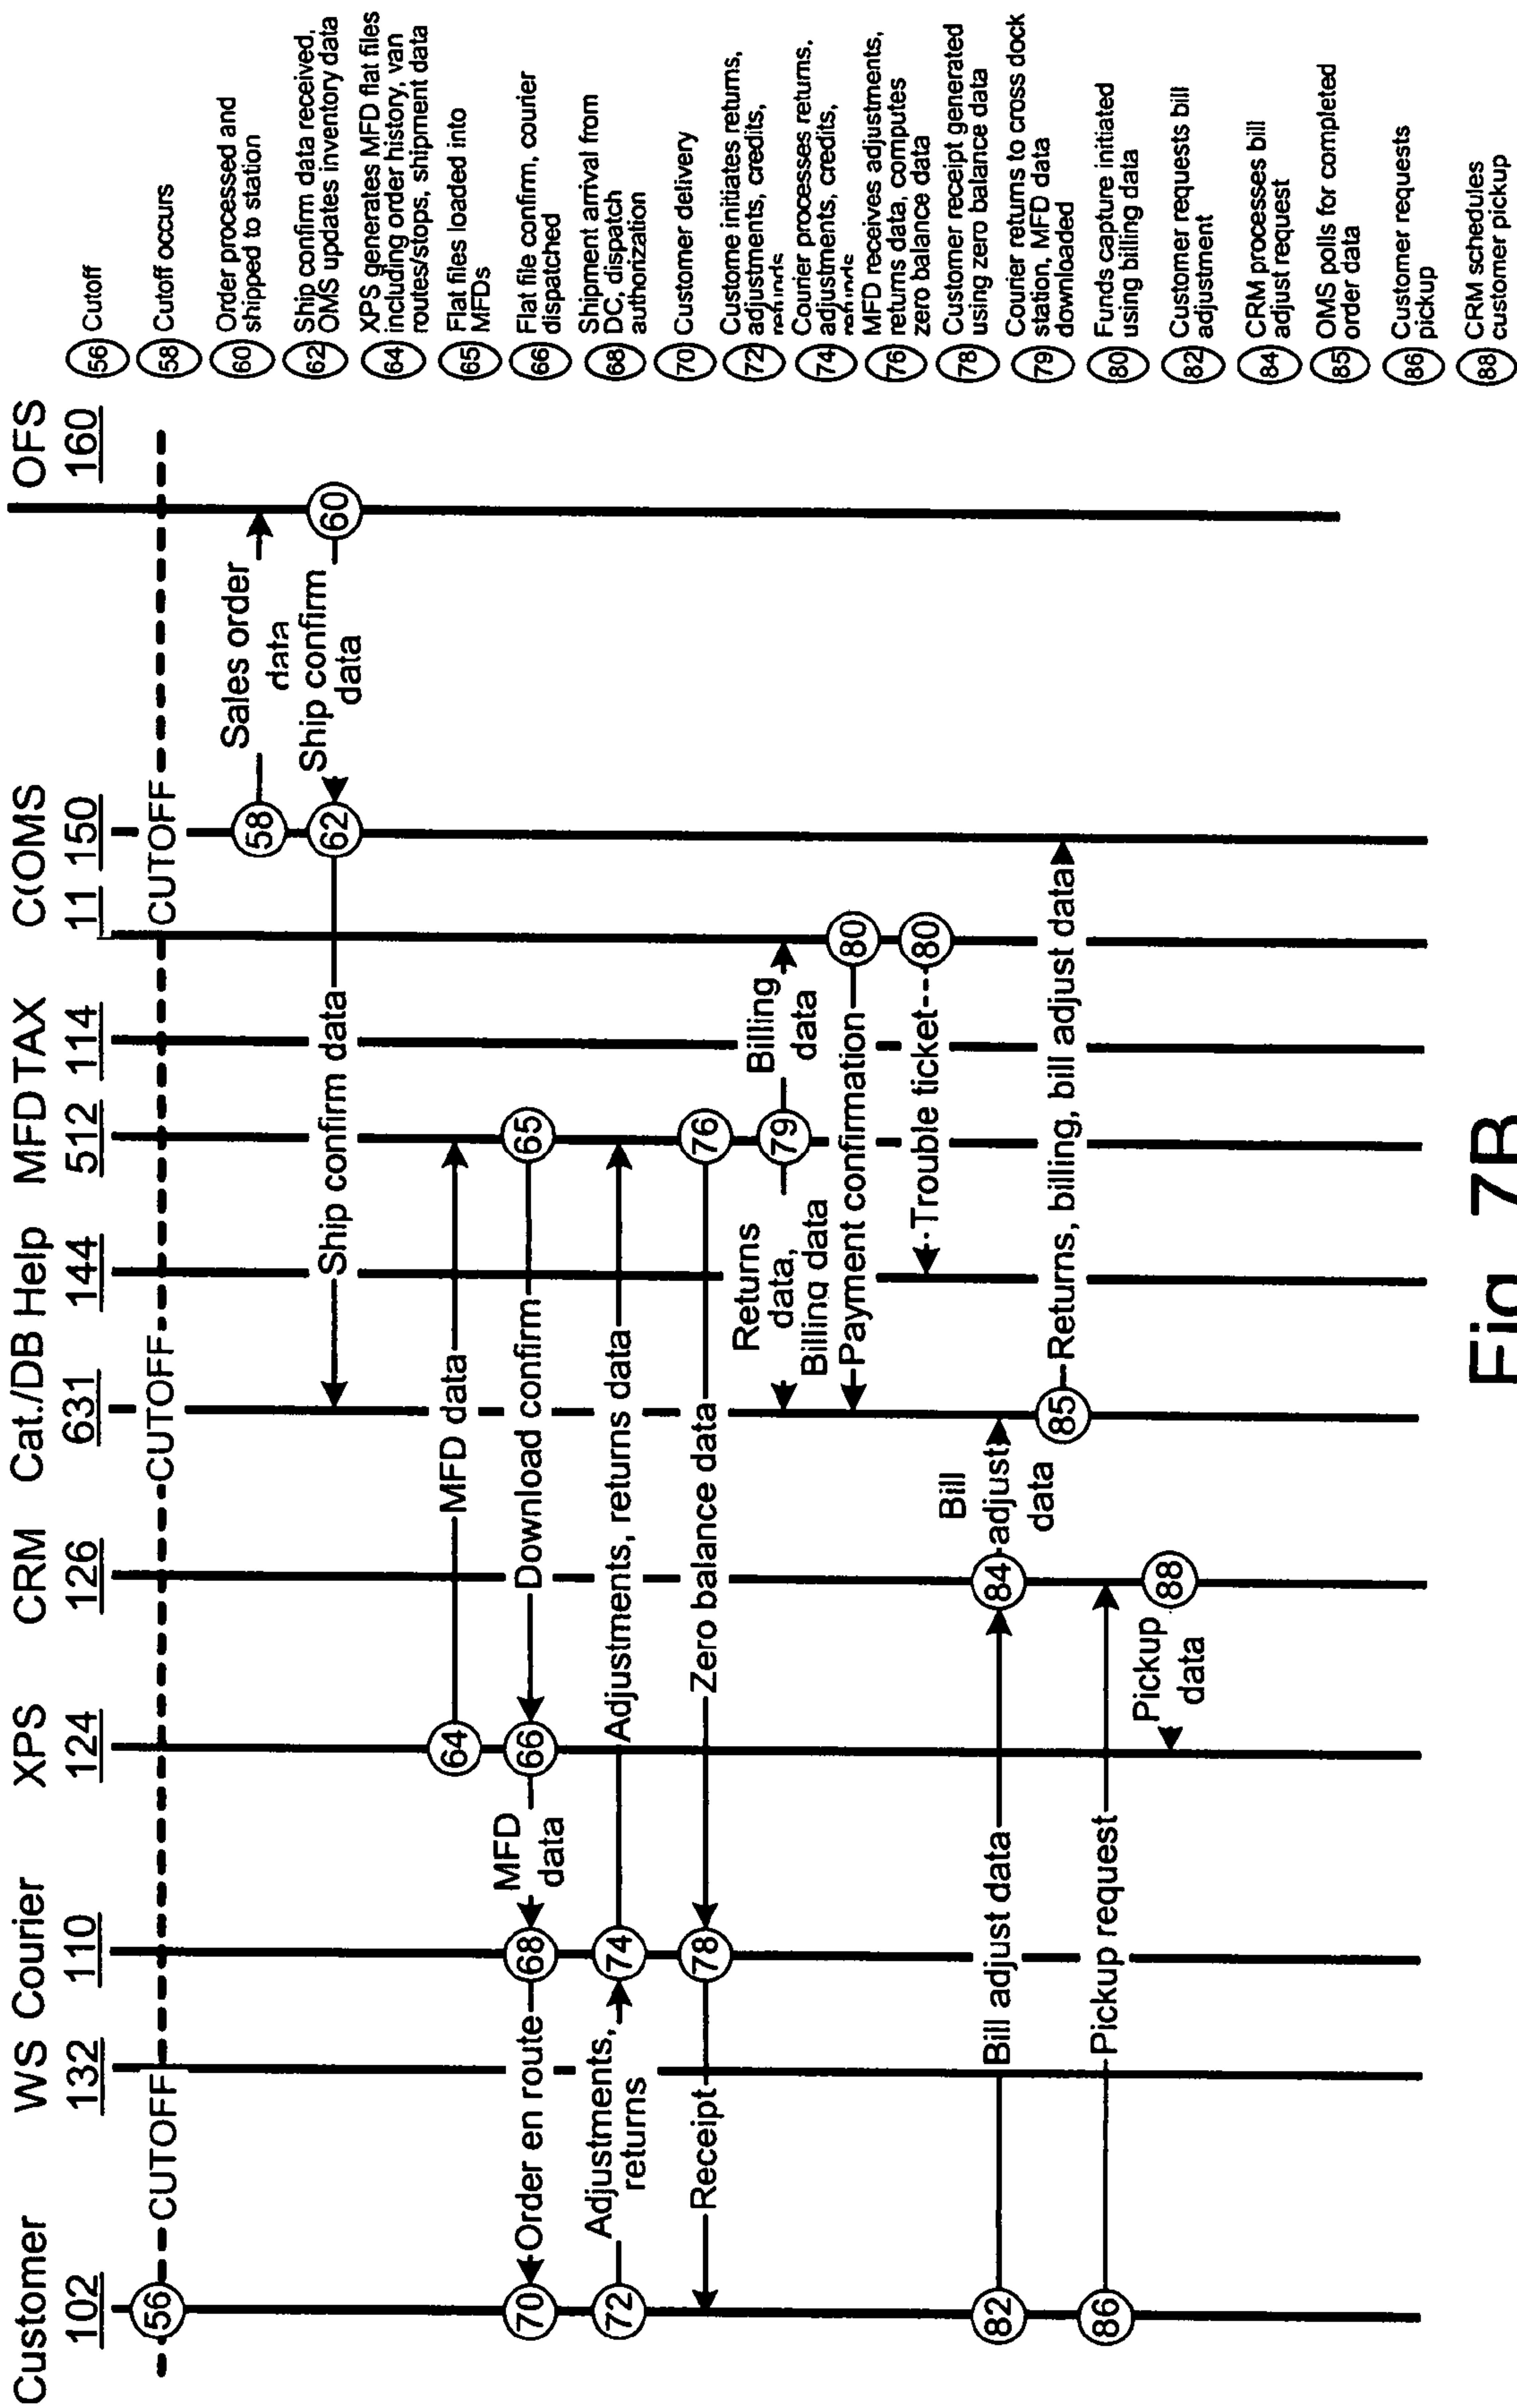 Customer WS Courier XPS CRM Cat./DB Help MFD TAX C(OMS OFS
102 132 110 124 126 631 144 512 114 11 150 160
56 CUTOFF CUTOFF CUTOFF
58 Sales order
data
62 Ship confirm 60
data
Ship confirm data
64 MFD data
70 Order en route 68 MFD 66 Download confirm 65
data
72 Adjustments, 74 Adjustments, returns data
returns
Receipt 78 Zero balance data 76
Returns 79 Billing
data, data
Billing data
Payment confirmation 80
Trouble ticket 80
82 Bill adjust data 84 Bill
adjust
data
85 Returns, billing, bill adjust data
86 Pickup request
Pickup 88
data
56 Cutoff
58 Cutoff occurs
60 Order processed and
shipped to station
62 Ship confirm data received,
OMS updates inventory data
64 XPS generates MFD flat files
including order history, van
routes/stops, shipment data
65 Flat files loaded into
MFDs
66 Flat file confirm, courier
dispatched
68 Shipment arrival from
DC, dispatch
authorization
70 Customer delivery
72 Custome initiates returns,
adjustments, credits,
refunds
74 Courier processes returns,
adjustments, credits,
refunds
76 MFD receives adjustments,
returns data, computes
zero balance data
78 Customer receipt generated
using zero balance data
79 Courier returns to cross dock
station, MFD data
downloaded
80 Funds capture initiated
using billing data
82 Customer requests bill
adjustment
84 CRM processes bill
adjust request
85 OMS polls for completed
order data
86 Customer requests
pickup
88 CRM schedules
customer pickup
Fig. 7B